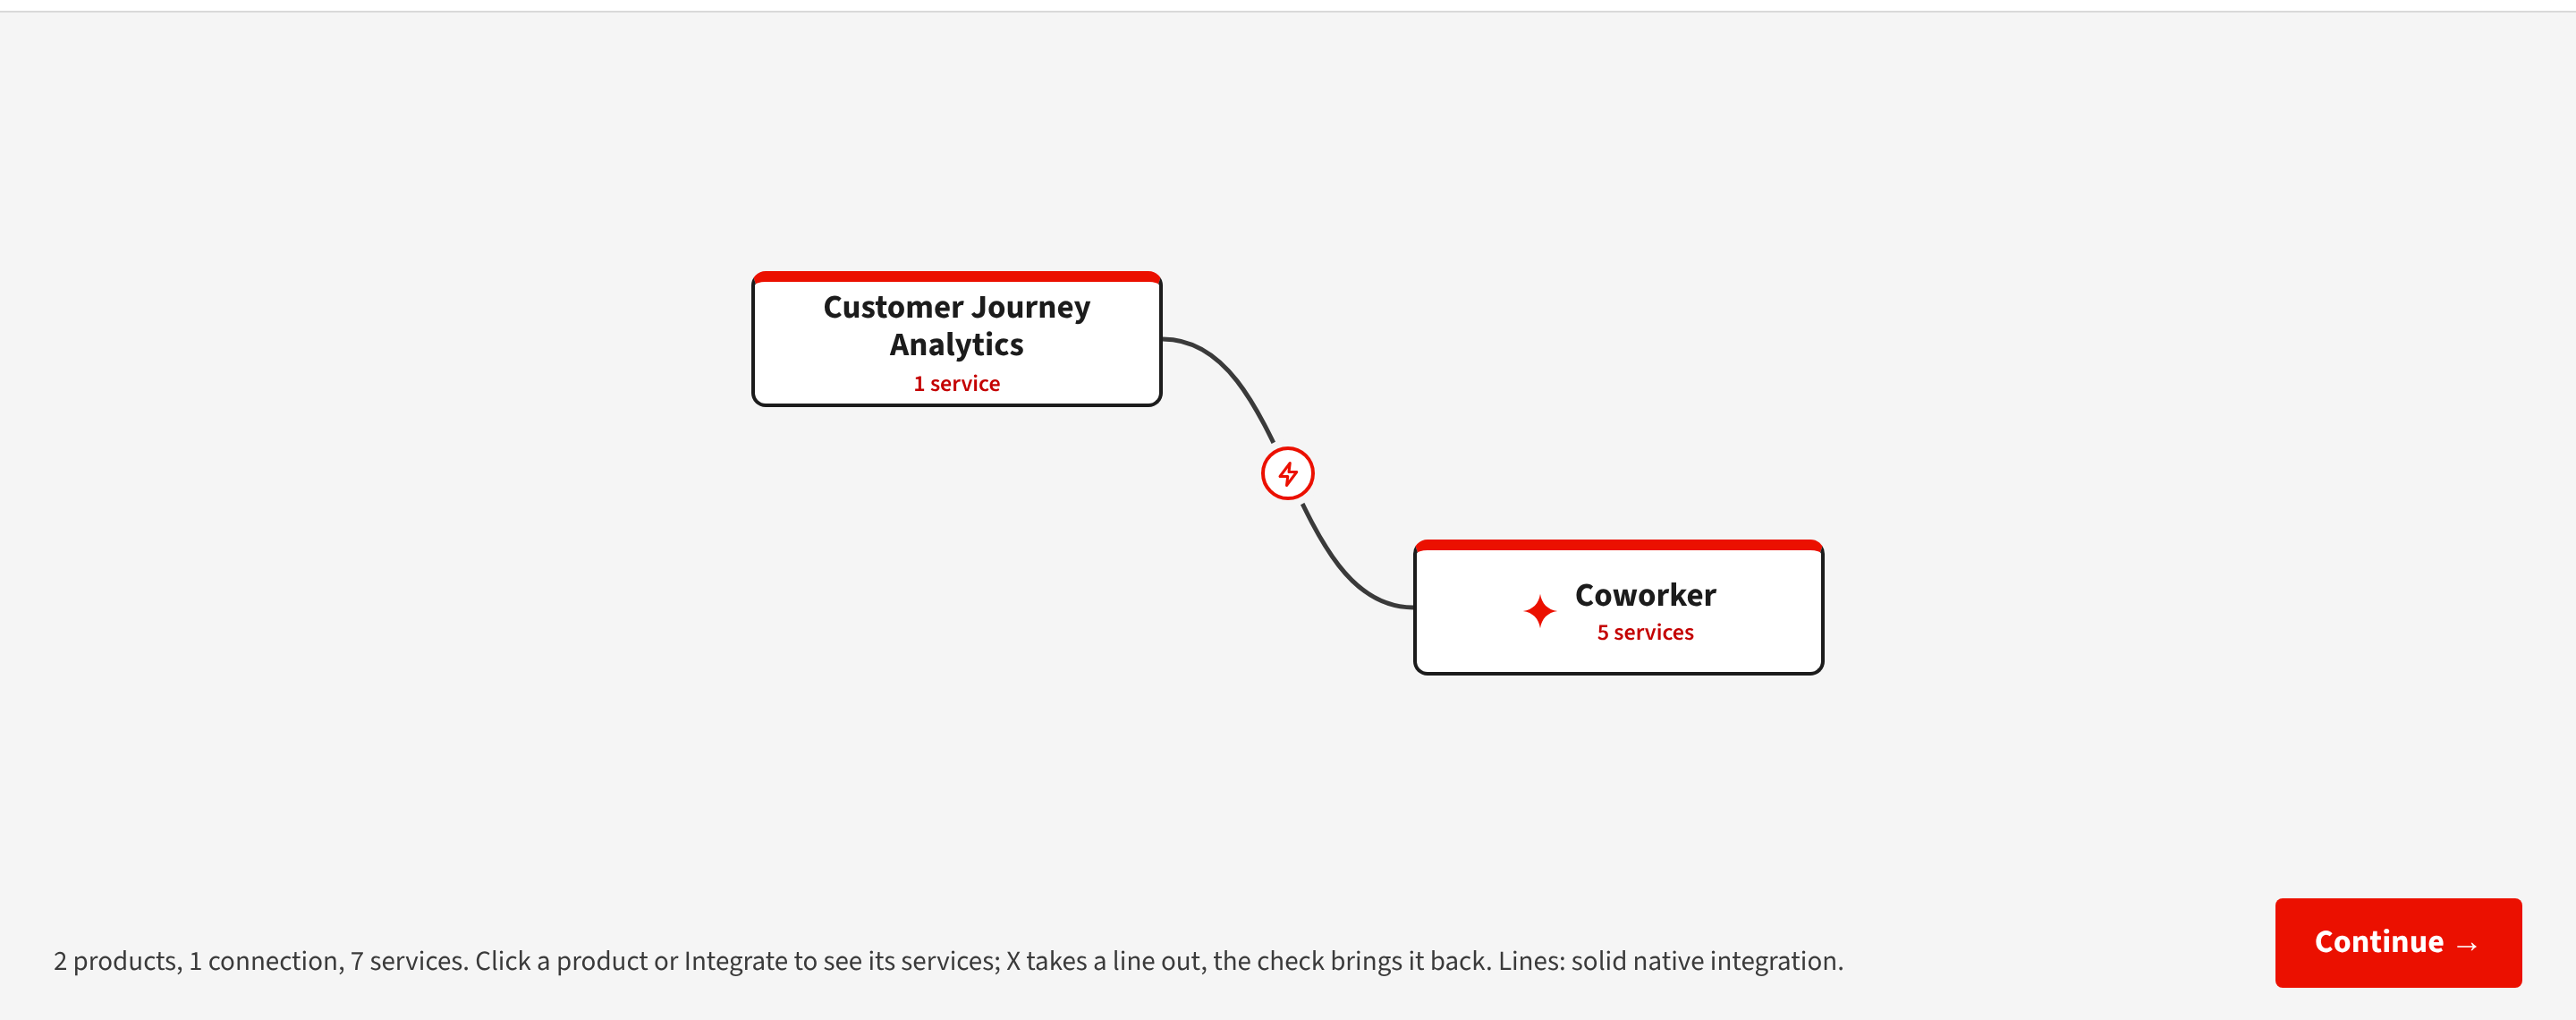 Customer Journey
Analytics
1 service
Coworker
5 services
2 products, 1 connection, 7 services. Click a product or Integrate to see its services; X takes a line out, the check brings it back. Lines: solid native integration.
Continue →